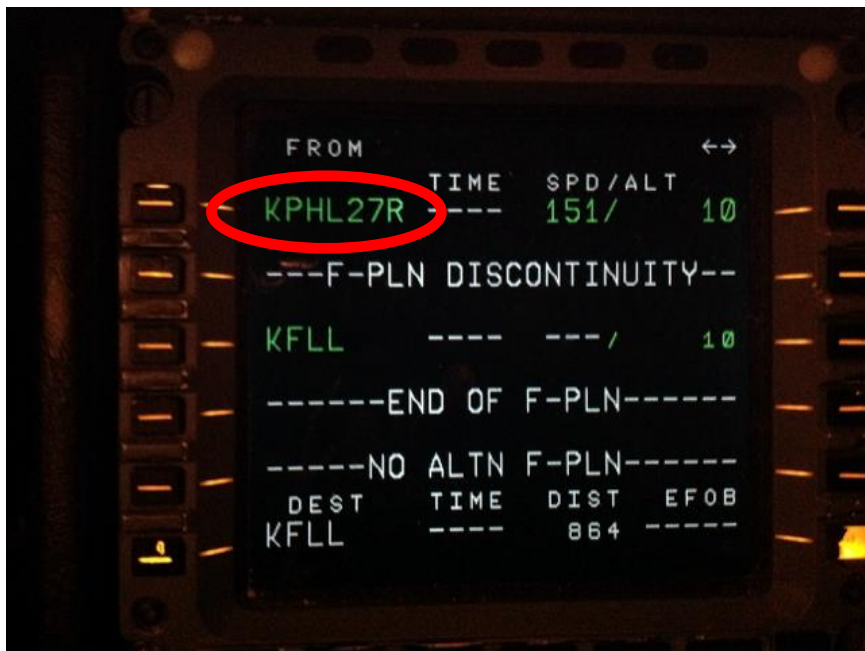 FROM ←→
TIME SPD/ALT
KPHL27R ---- 151/ 10
---F-PLN DISCONTINUITY--
KFLL ---- ---/ 10
------END OF F-PLN------
-----NO ALTN F-PLN------
DEST TIME DIST EFOB
KFLL ---- 864 -----